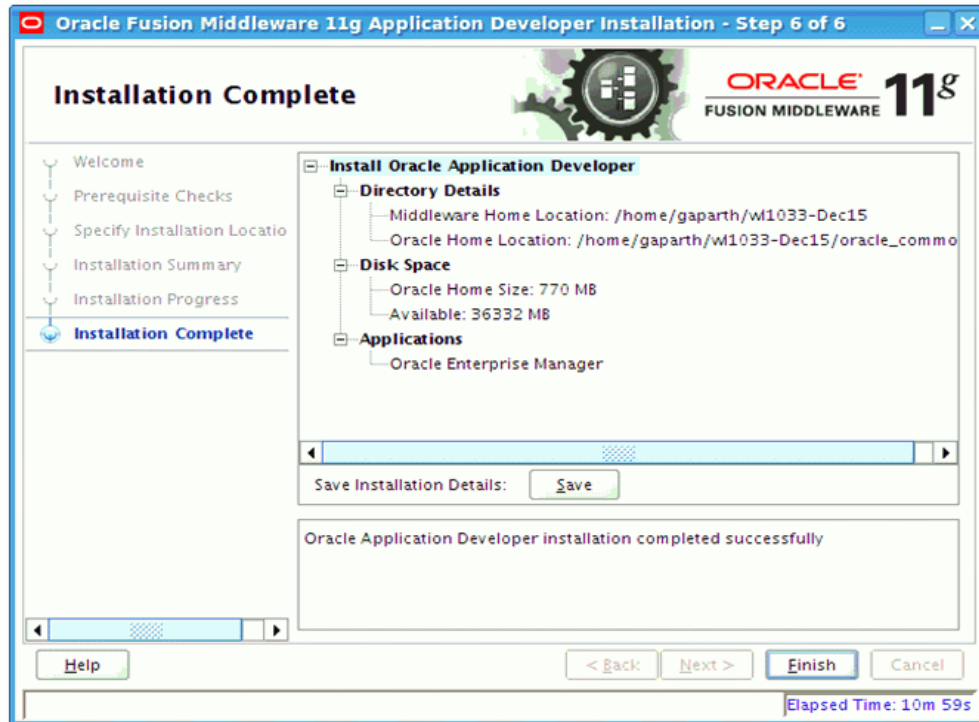 Oracle Fusion Middleware 11g Application Developer Installation - Step 6 of 6
Installation Complete
ORACLE
FUSION MIDDLEWARE
11g
Welcome
Prerequisite Checks
Specify Installation Locatio
Installation Summary
Installation Progress
Installation Complete
Install Oracle Application Developer
Directory Details
Middleware Home Location: /home/gaparth/wl1033-Dec15
Oracle Home Location: /home/gaparth/wl1033-Dec15/oracle_commo
Disk Space
Oracle Home Size: 770 MB
Available: 36332 MB
Applications
Oracle Enterprise Manager
Save Installation Details: Save
Oracle Application Developer installation completed successfully
Help < Back Next > Finish Cancel
Elapsed Time: 10m 59s